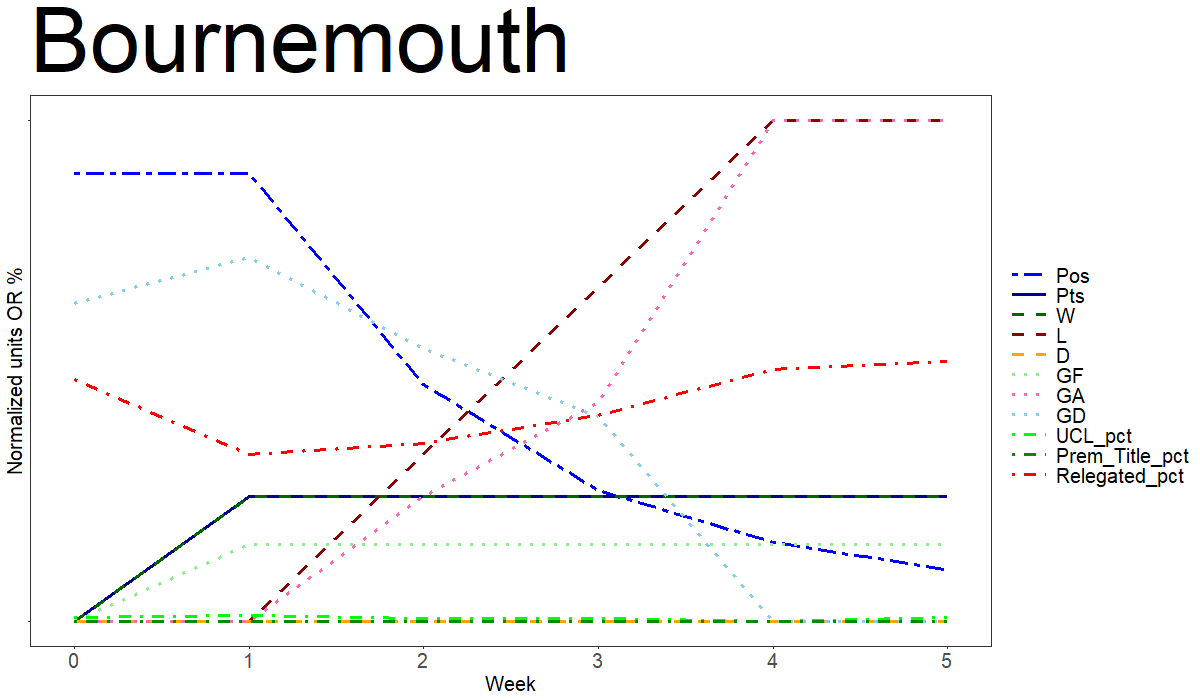 Bournemouth
Normalized units OR %
Pos
Pts
W
L
D
GF
GA
GD
UCL_pct
Prem_Title_pct
Relegated_pct
0 1 2 3 4 5
Week